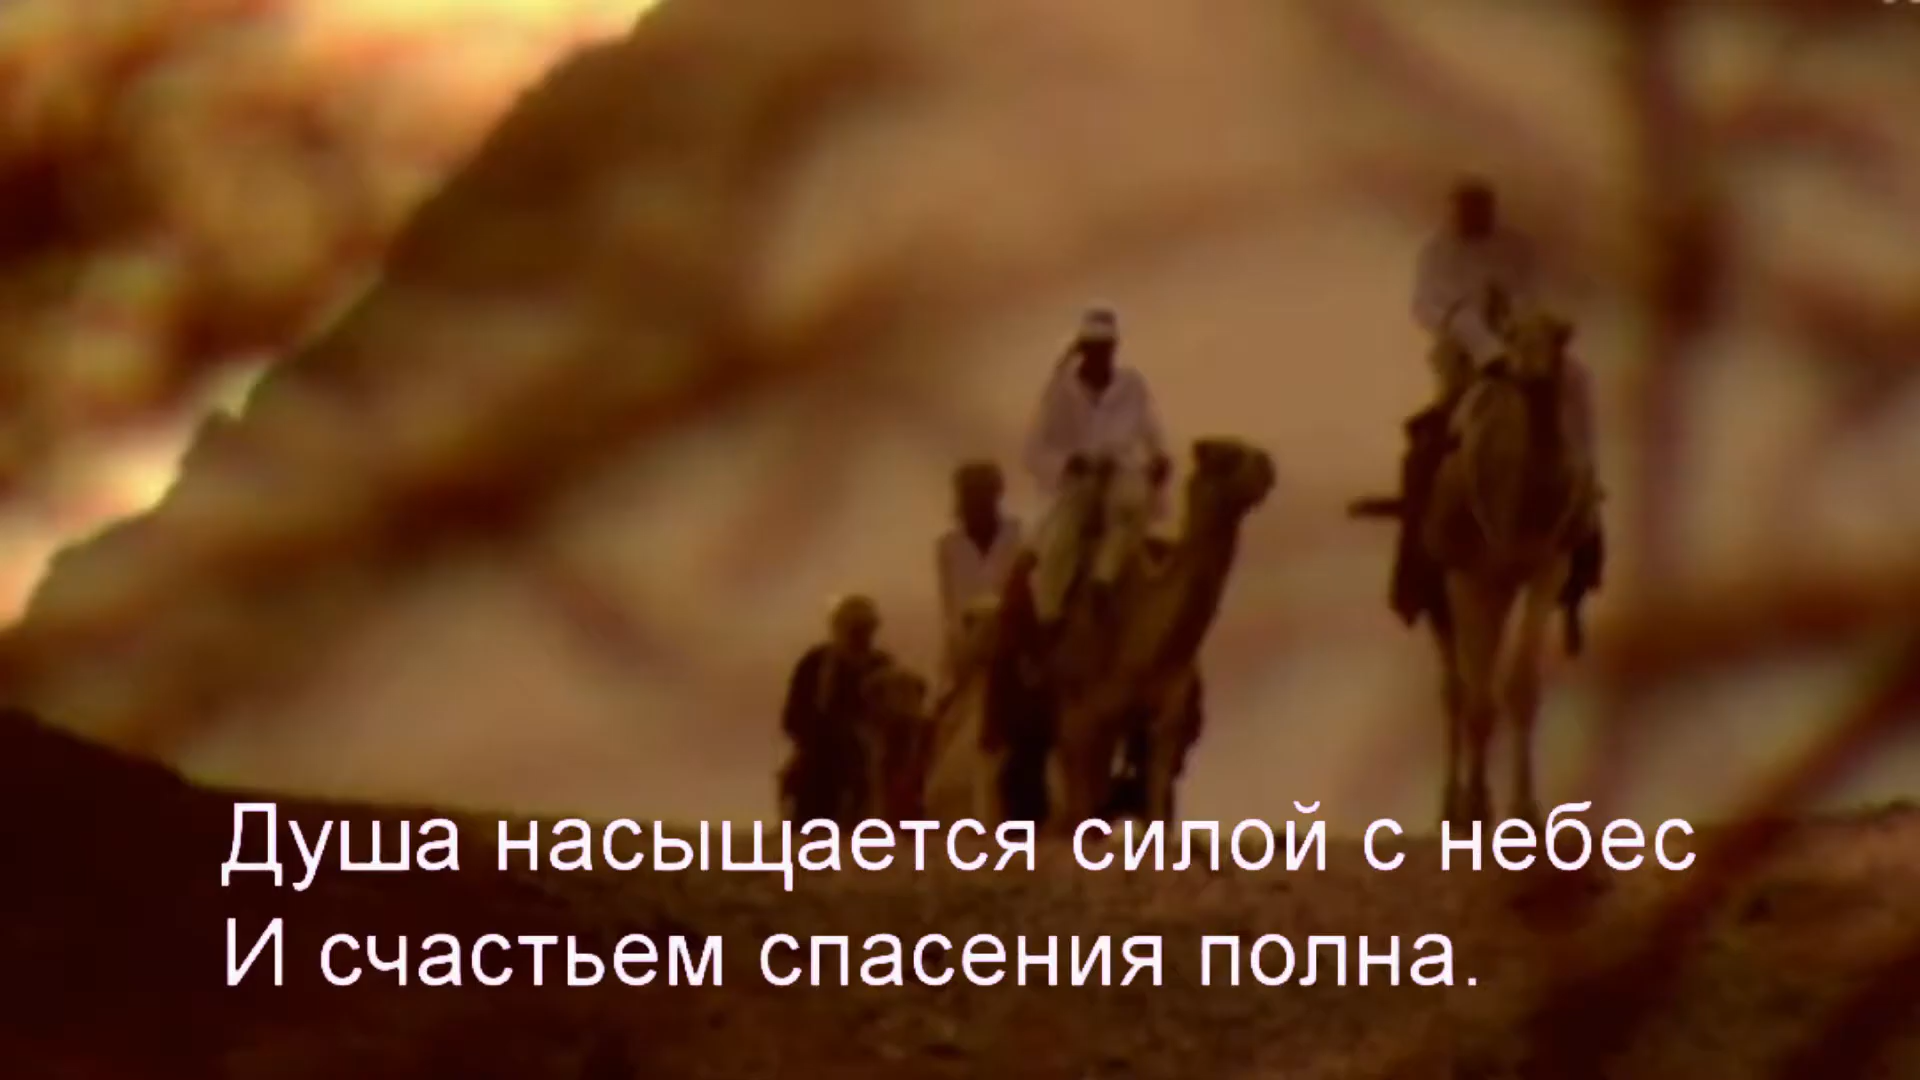 Душа насыщается силой с небес
И счастьем спасения полна.